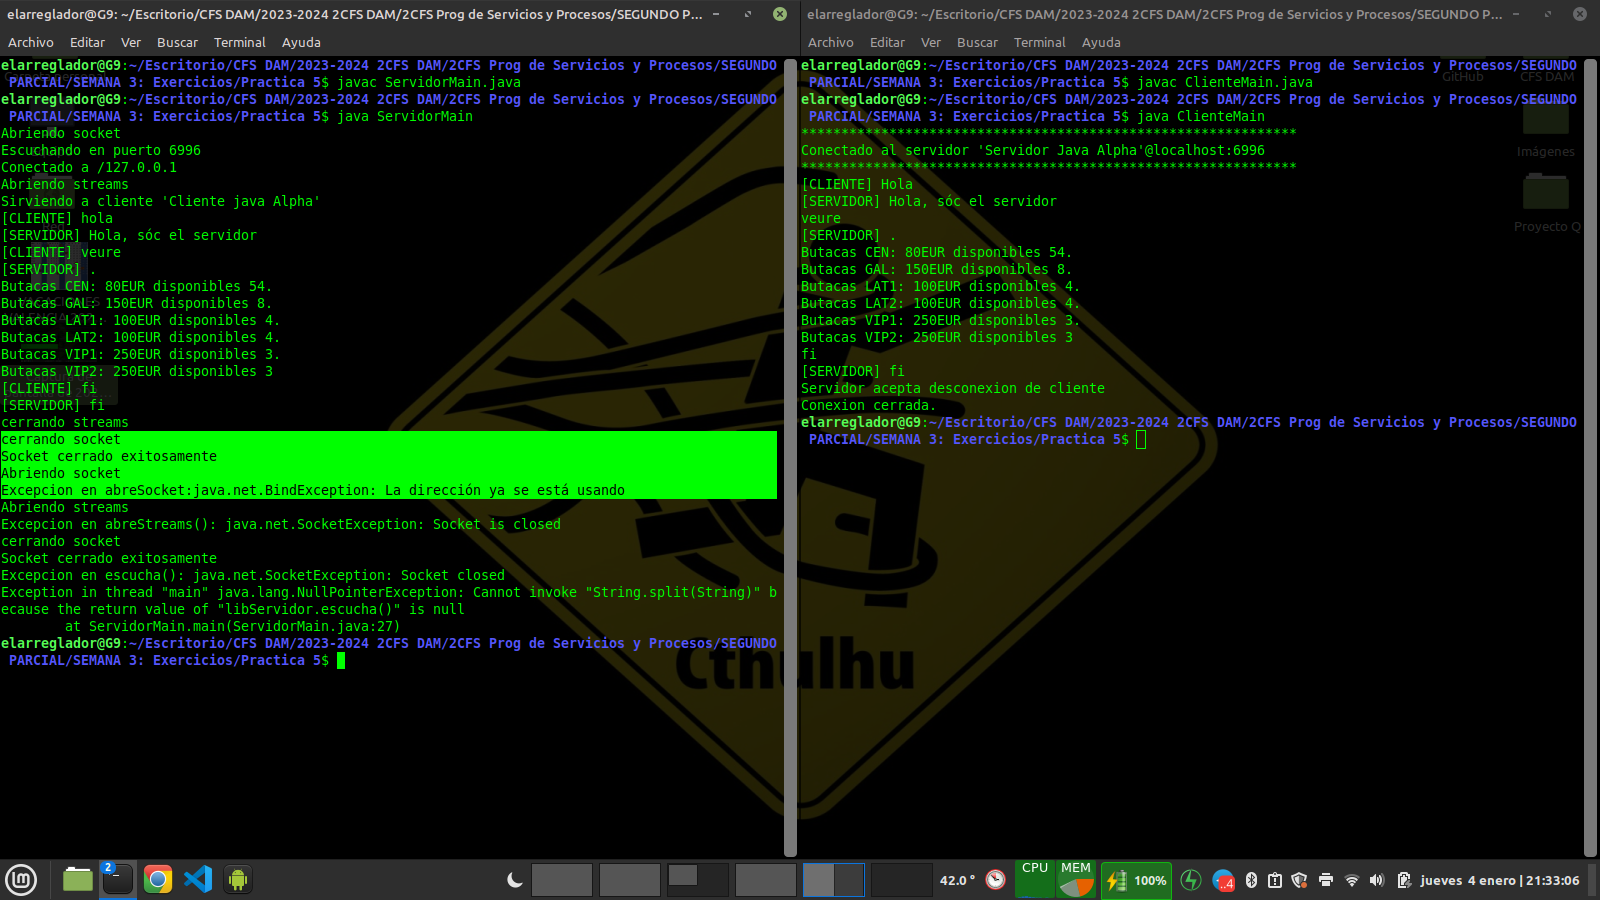 elarreglador@G9: ~/Escritorio/CFS DAM/2023-2024 2CFS DAM/2CFS Prog de Servicios y Procesos/SEGUNDO P...
Archivo Editar Ver Buscar Terminal Ayuda
elarreglador@G9:~/Escritorio/CFS DAM/2023-2024 2CFS DAM/2CFS Prog de Servicios y Procesos/SEGUNDO
PARCIAL/SEMANA 3: Exercicios/Practica 5$ javac ServidorMain.java
elarreglador@G9:~/Escritorio/CFS DAM/2023-2024 2CFS DAM/2CFS Prog de Servicios y Procesos/SEGUNDO
PARCIAL/SEMANA 3: Exercicios/Practica 5$ java ServidorMain
Abriendo socket
Escuchando en puerto 6996
Conectado a /127.0.0.1
Abriendo streams
Sirviendo a cliente 'Cliente java Alpha'
[CLIENTE] hola
[SERVIDOR] Hola, sóc el servidor
[CLIENTE] veure
[SERVIDOR] .
Butacas CEN: 80EUR disponibles 54.
Butacas GAL: 150EUR disponibles 8.
Butacas LAT1: 100EUR disponibles 4.
Butacas LAT2: 100EUR disponibles 4.
Butacas VIP1: 250EUR disponibles 3.
Butacas VIP2: 250EUR disponibles 3
[CLIENTE] fi
[SERVIDOR] fi
cerrando streams
cerrando socket
Socket cerrado exitosamente
Abriendo socket
Excepcion en abreSocket:java.net.BindException: La dirección ya se está usando
Abriendo streams
Excepcion en abreStreams(): java.net.SocketException: Socket is closed
cerrando socket
Socket cerrado exitosamente
Excepcion en escucha(): java.net.SocketException: Socket closed
Exception in thread "main" java.lang.NullPointerException: Cannot invoke "String.split(String)" b
ecause the return value of "libServidor.escucha()" is null
at ServidorMain.main(ServidorMain.java:27)
elarreglador@G9:~/Escritorio/CFS DAM/2023-2024 2CFS DAM/2CFS Prog de Servicios y Procesos/SEGUNDO
PARCIAL/SEMANA 3: Exercicios/Practica 5$
elarreglador@G9: ~/Escritorio/CFS DAM/2023-2024 2CFS DAM/2CFS Prog de Servicios y Procesos/SEGUNDO P...
Archivo Editar Ver Buscar Terminal Ayuda
elarreglador@G9:~/Escritorio/CFS DAM/2023-2024 2CFS DAM/2CFS Prog de Servicios y Procesos/SEGUNDO
PARCIAL/SEMANA 3: Exercicios/Practica 5$ javac ClienteMain.java
elarreglador@G9:~/Escritorio/CFS DAM/2023-2024 2CFS DAM/2CFS Prog de Servicios y Procesos/SEGUNDO
PARCIAL/SEMANA 3: Exercicios/Practica 5$ java ClienteMain
**************************************************************
Conectado al servidor 'Servidor Java Alpha'@localhost:6996
**************************************************************
[CLIENTE] Hola
[SERVIDOR] Hola, sóc el servidor
veure
[SERVIDOR] .
Butacas CEN: 80EUR disponibles 54.
Butacas GAL: 150EUR disponibles 8.
Butacas LAT1: 100EUR disponibles 4.
Butacas LAT2: 100EUR disponibles 4.
Butacas VIP1: 250EUR disponibles 3.
Butacas VIP2: 250EUR disponibles 3
fi
[SERVIDOR] fi
Servidor acepta desconexion de cliente
Conexion cerrada.
elarreglador@G9:~/Escritorio/CFS DAM/2023-2024 2CFS DAM/2CFS Prog de Servicios y Procesos/SEGUNDO
PARCIAL/SEMANA 3: Exercicios/Practica 5$
GitHub
CFS DAM
Imágenes
Proyecto Q
Cthulhu
2
42.0 °
CPU
MEM
100%
..4
jueves 4 enero | 21:33:06